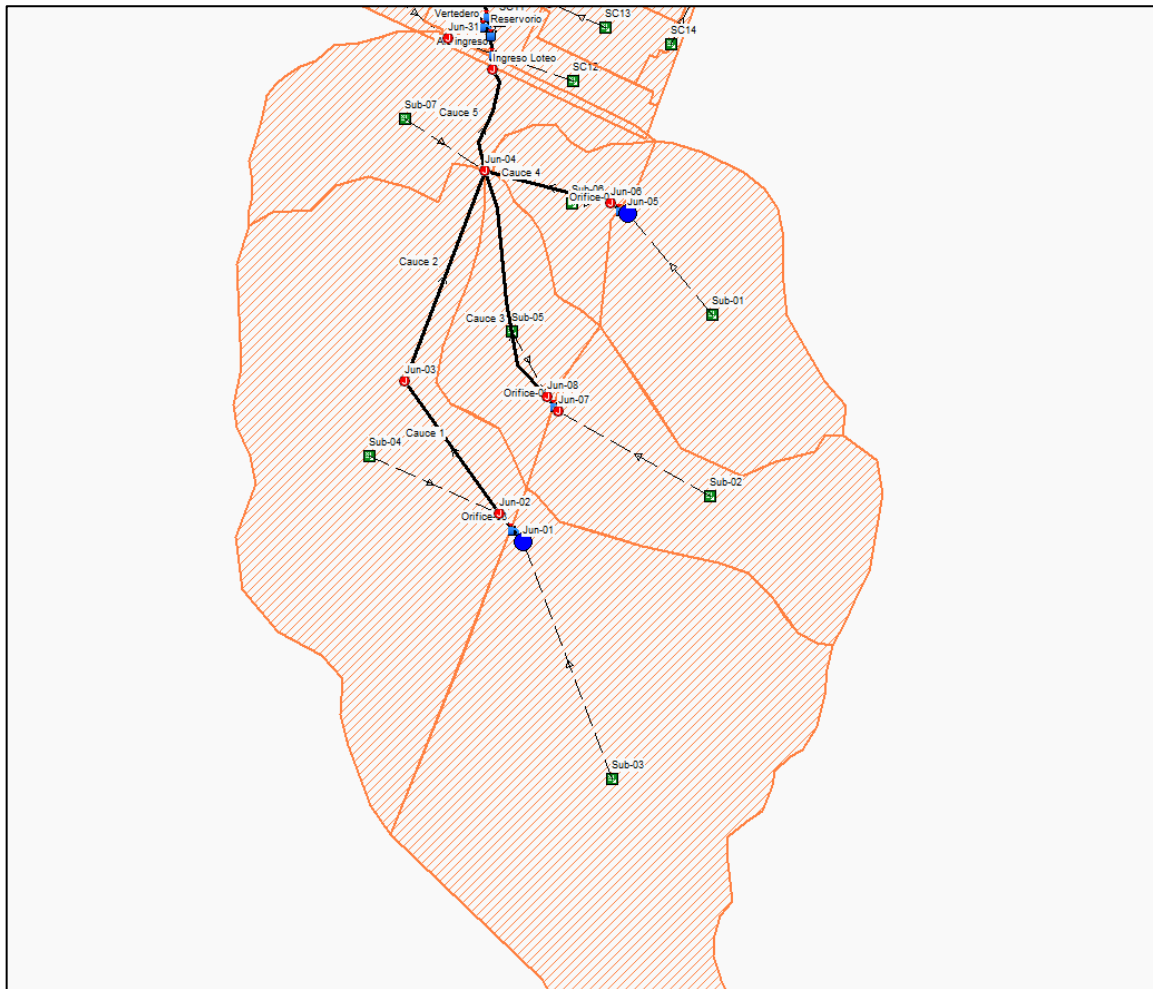 Vertedero
Reservorio
SC13
Jun-31
SC14
Ingreso Loteo
SC12
Sub-07
Cauce 5
Jun-04
Cauce 4
Jun-06
Jun-05
Cauce 2
Sub-01
Cauce 3
Sub-05
Jun-03
Jun-08
Jun-07
Cauce 1
Sub-04
Sub-02
Jun-02
Jun-01
Sub-03